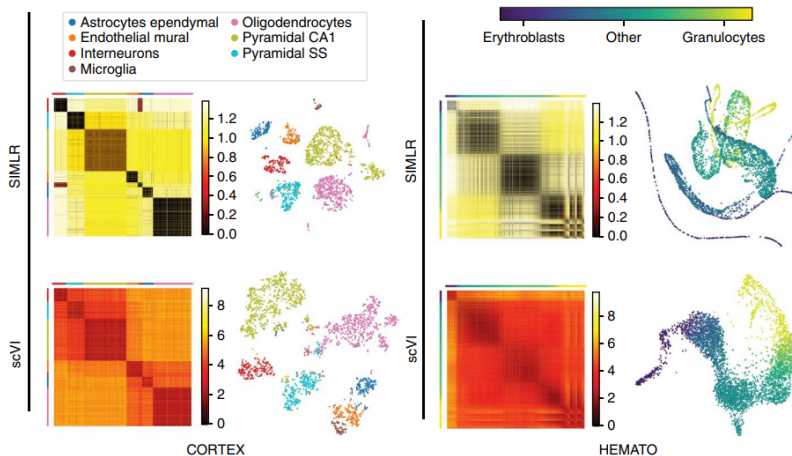 Astrocytes ependymal
Endothelial mural
Interneurons
Microglia
Oligodendrocytes
Pyramidal CA1
Pyramidal SS
Erythroblasts Other Granulocytes
SIMLR
1.2
1.0
0.8
0.6
0.4
0.2
0.0
SIMLR
1.2
1.0
0.8
0.6
0.4
0.2
0.0
scVI
8
6
4
2
0
scVI
8
6
4
2
0
CORTEX
HEMATO